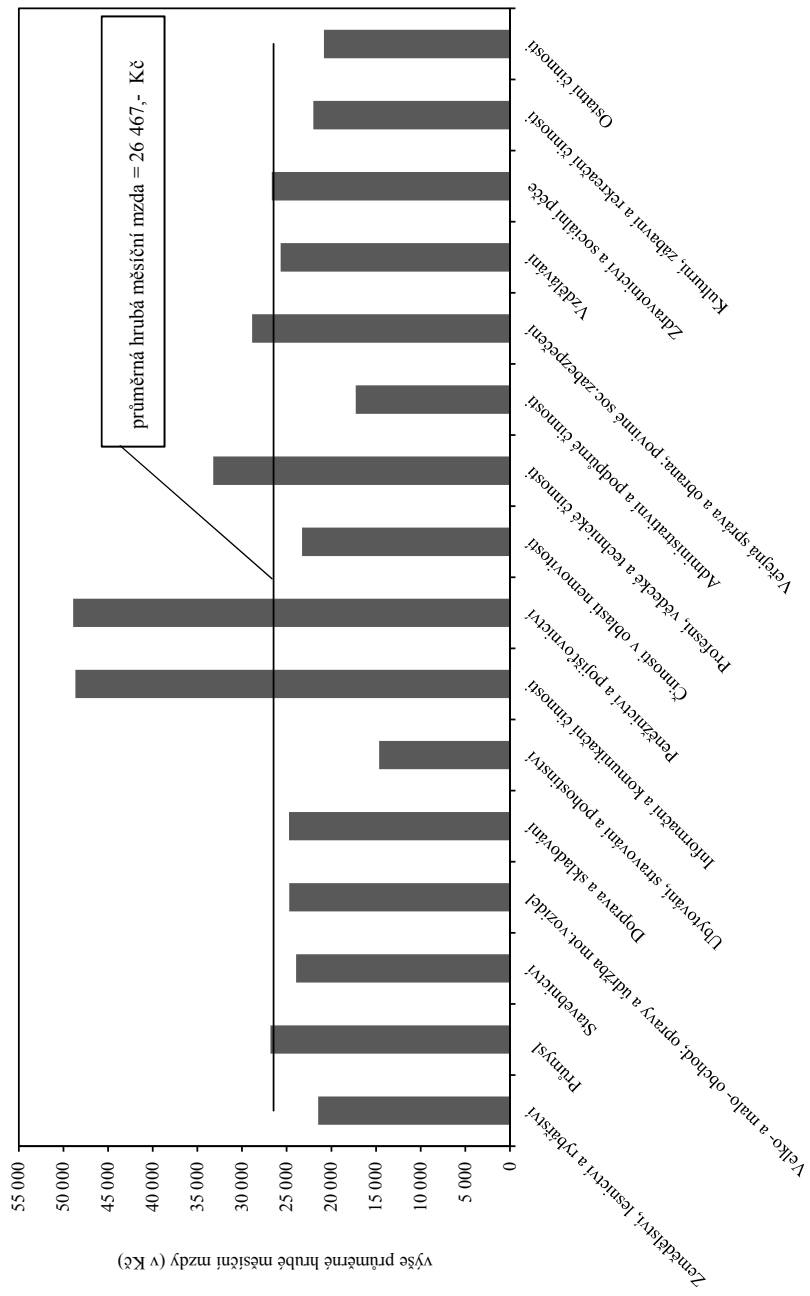 výše průměrné hrubé měsíční mzdy (v Kč)
55 000
50 000
45 000
40 000
35 000
30 000
25 000
20 000
15 000
10 000
5 000
0
průměrná hrubá měsíční mzda = 26 467,- Kč
Zemědělství, lesnictví a rybářství
Průmysl
Stavebnictví
Velko- a malo- obchod; opravy a údržba mot.vozidel
Doprava a skladování
Ubytování, stravování a pohostinství
Informační a komunikační činnosti
Peněžnictví a pojišťovnictví
Činnosti v oblasti nemovitostí
Profesní, vědecké a technické činnosti
Administrativní a podpůrné činnosti
Veřejná správa a obrana; povinné soc.zabezpečení
Vzdělávání
Zdravotnictví a sociální péče
Kulturní, zábavní a rekreační činnosti
Ostatní činnosti